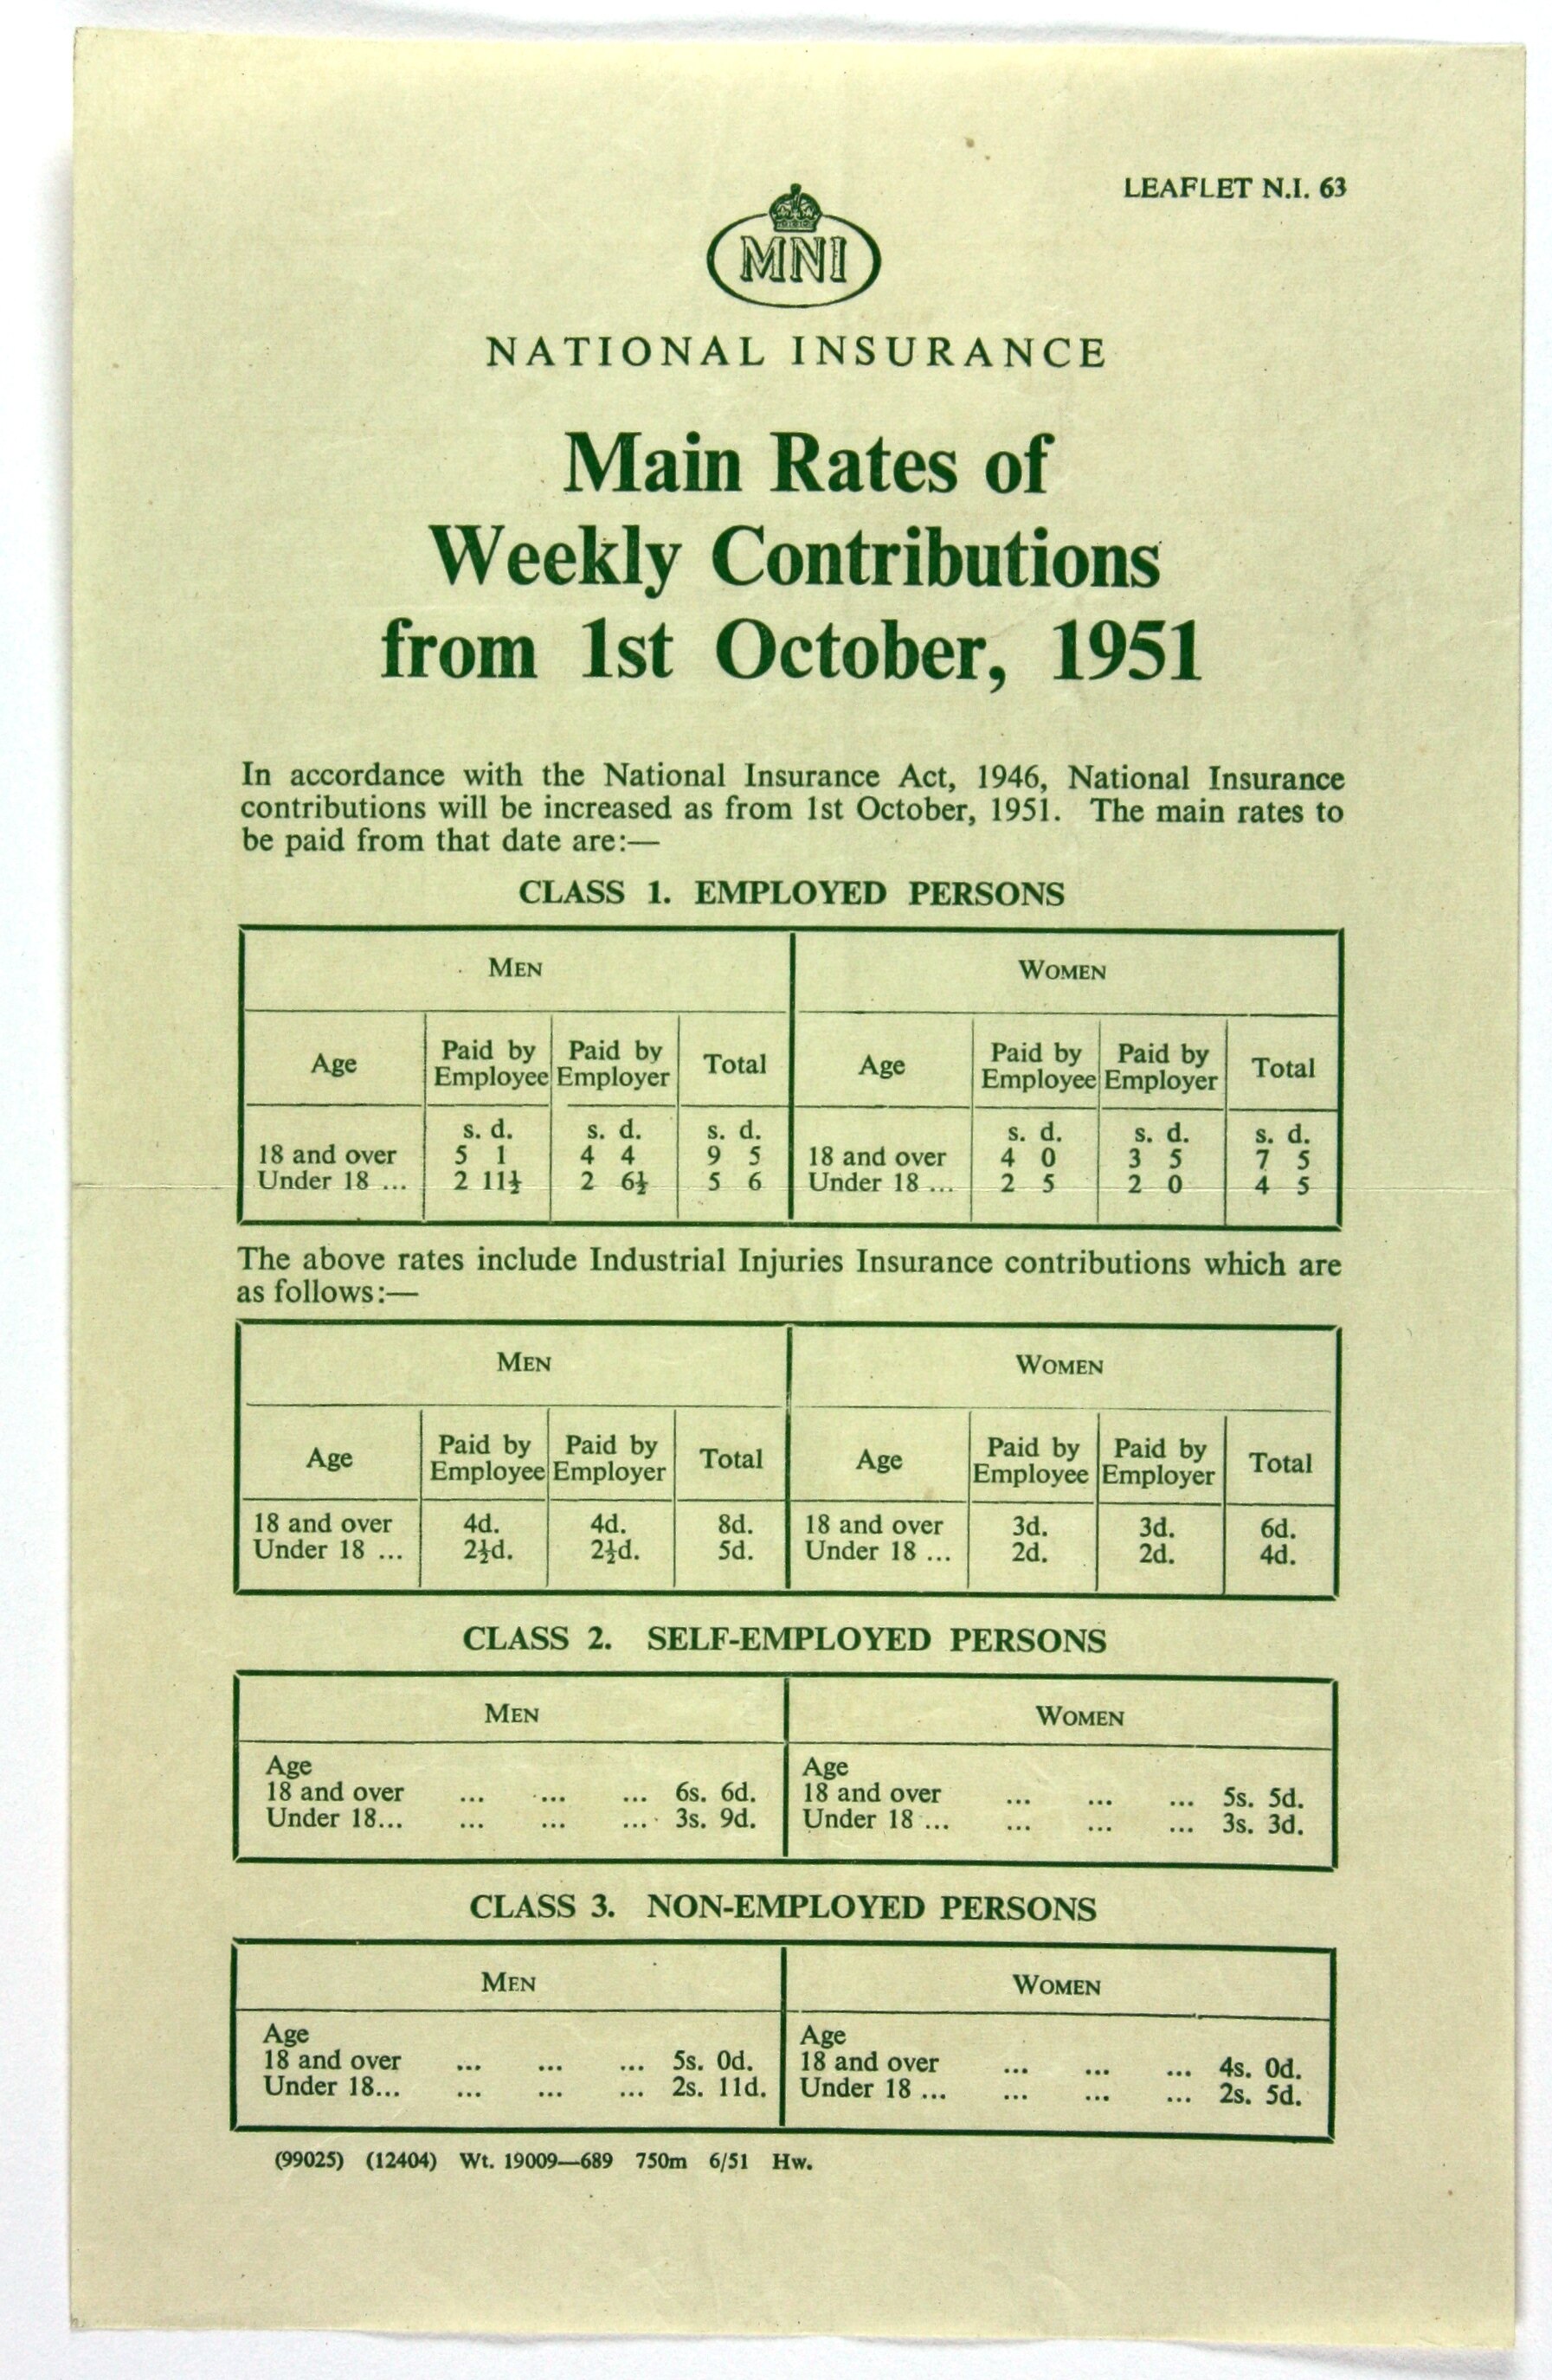 LEAFLET N.I. 63
MNI
NATIONAL INSURANCE
Main Rates of
Weekly Contributions
from 1st October, 1951
In accordance with the National Insurance Act, 1946, National Insurance
contributions will be increased as from 1st October, 1951. The main rates to
be paid from that date are:—
CLASS 1. EMPLOYED PERSONS
MEN WOMEN
Age Paid by Employee Paid by Employer Total Age Paid by Employee Paid by Employer Total
s. d. s. d. s. d. s. d. s. d. s. d.
18 and over 5 1 4 4 9 5 18 and over 4 0 3 5 7 5
Under 18 ... 2 11½ 2 6½ 5 6 Under 18 ... 2 5 2 0 4 5
The above rates include Industrial Injuries Insurance contributions which are
as follows:—
MEN WOMEN
Age Paid by Employee Paid by Employer Total Age Paid by Employee Paid by Employer Total
18 and over 4d. 4d. 8d. 18 and over 3d. 3d. 6d.
Under 18 ... 2½d. 2½d. 5d. Under 18 ... 2d. 2d. 4d.
CLASS 2. SELF-EMPLOYED PERSONS
MEN WOMEN
Age Age
18 and over ... ... ... 6s. 6d. 18 and over ... ... ... 5s. 5d.
Under 18... ... ... ... 3s. 9d. Under 18 ... ... ... ... 3s. 3d.
CLASS 3. NON-EMPLOYED PERSONS
MEN WOMEN
Age Age
18 and over ... ... ... 5s. 0d. 18 and over ... ... ... 4s. 0d.
Under 18... ... ... ... 2s. 11d. Under 18 ... ... ... ... 2s. 5d.
(99025) (12404) Wt. 19009—689 750m 6/51 Hw.